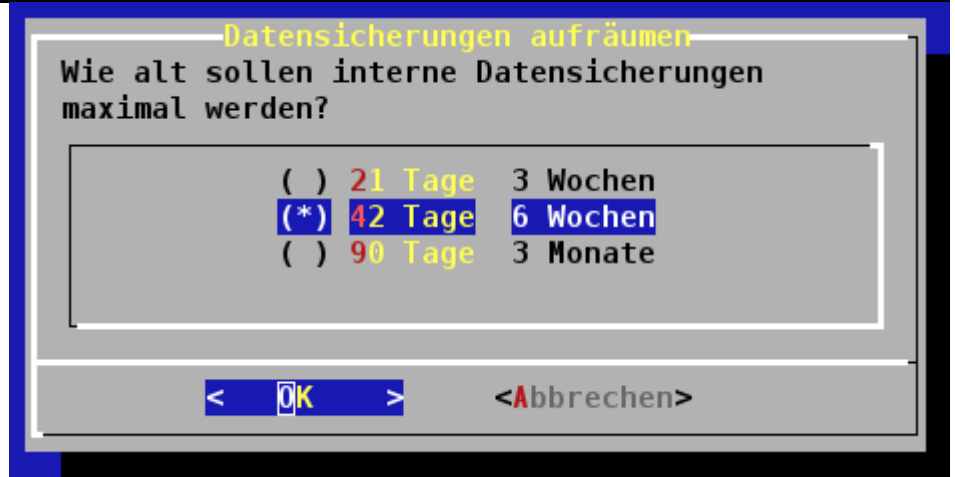 Datensicherungen aufräumen
Wie alt sollen interne Datensicherungen
maximal werden?
( ) 21 Tage 3 Wochen
(*) 42 Tage 6 Wochen
( ) 90 Tage 3 Monate
< OK > <Abbrechen>